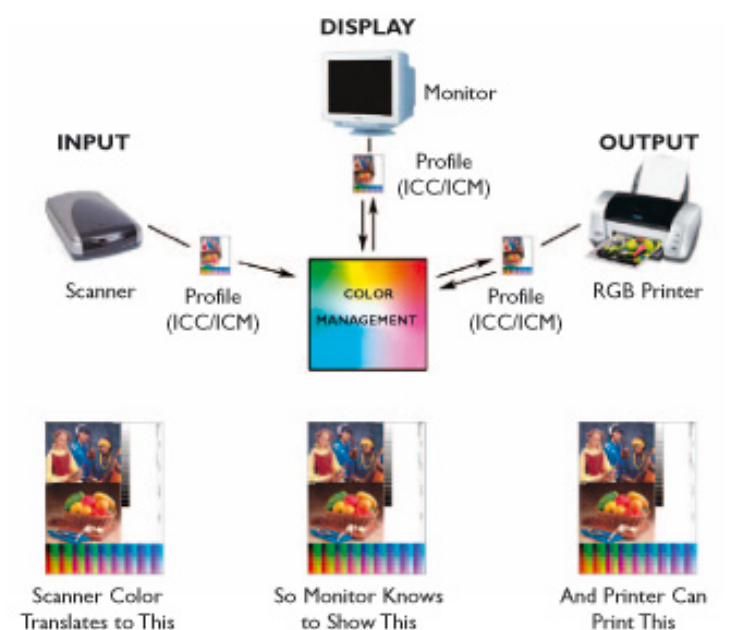 DISPLAY
Monitor
INPUT
OUTPUT
Profile
(ICC/ICM)
Scanner
Profile
(ICC/ICM)
COLOR
MANAGEMENT
Profile
(ICC/ICM)
RGB Printer
Scanner Color
Translates to This
So Monitor Knows
to Show This
And Printer Can
Print This